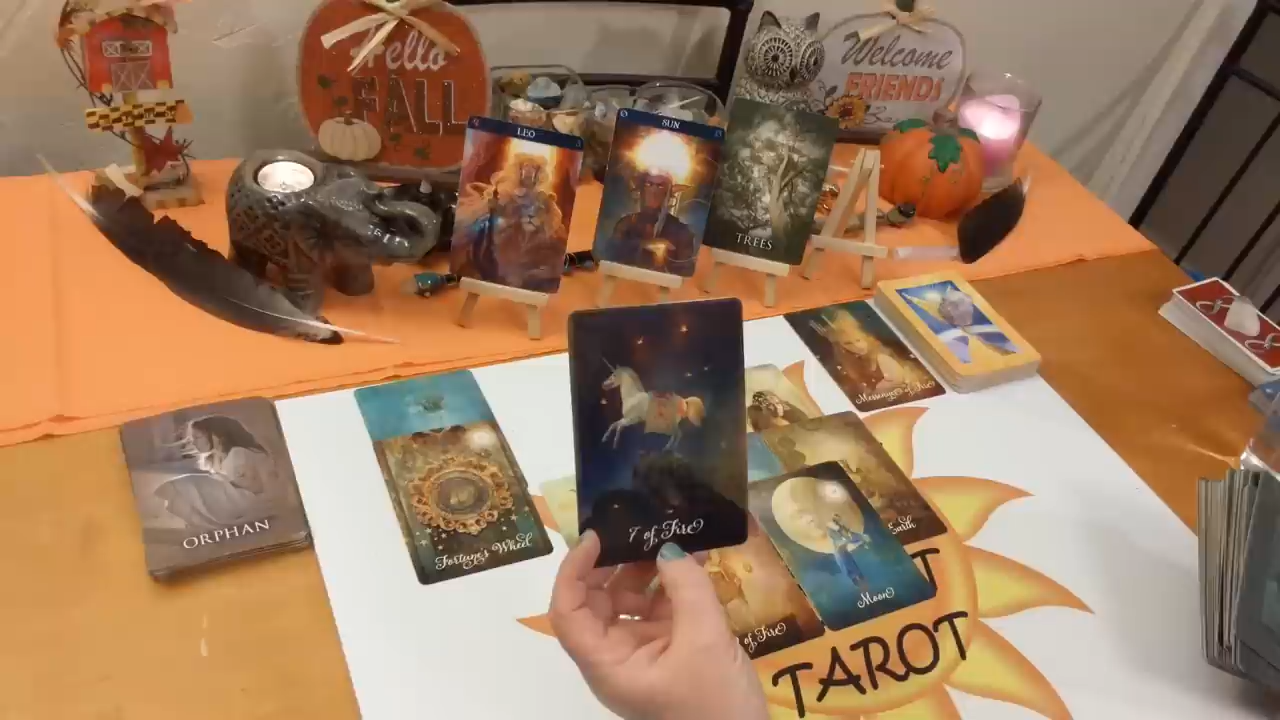 Hello
FALL
Welcome
FRIENDS
LEO
SUN
TREES
Messenger of Fire
ORPHAN
Fortune's Wheel
7 of Fire
Earth
Moon
of Fire
T
TAROT